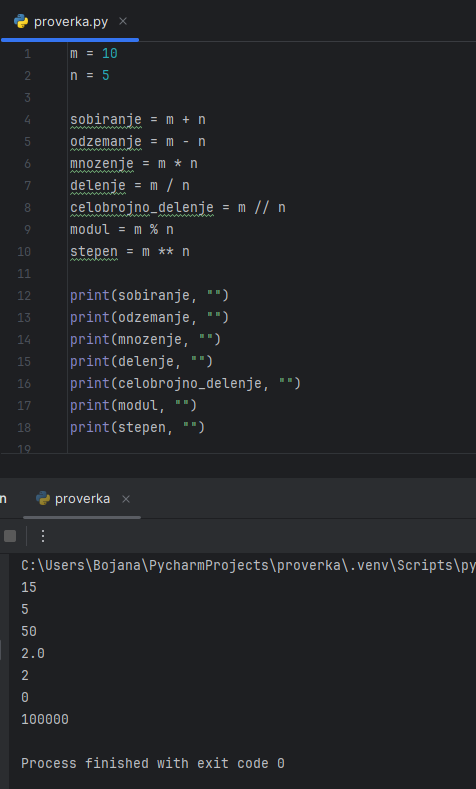 proverka.py
1 m = 10
2 n = 5
3
4 sobiranje = m + n
5 odzemanje = m - n
6 mnozenje = m * n
7 delenje = m / n
8 celobrojno_delenje = m // n
9 modul = m % n
10 stepen = m ** n
11
12 print(sobiranje, "")
13 print(odzemanje, "")
14 print(mnozenje, "")
15 print(delenje, "")
16 print(celobrojno_delenje, "")
17 print(modul, "")
18 print(stepen, "")
19
n proverka
C:\Users\Bojana\PycharmProjects\proverka\.venv\Scripts\py
15
5
50
2.0
2
0
100000
Process finished with exit code 0